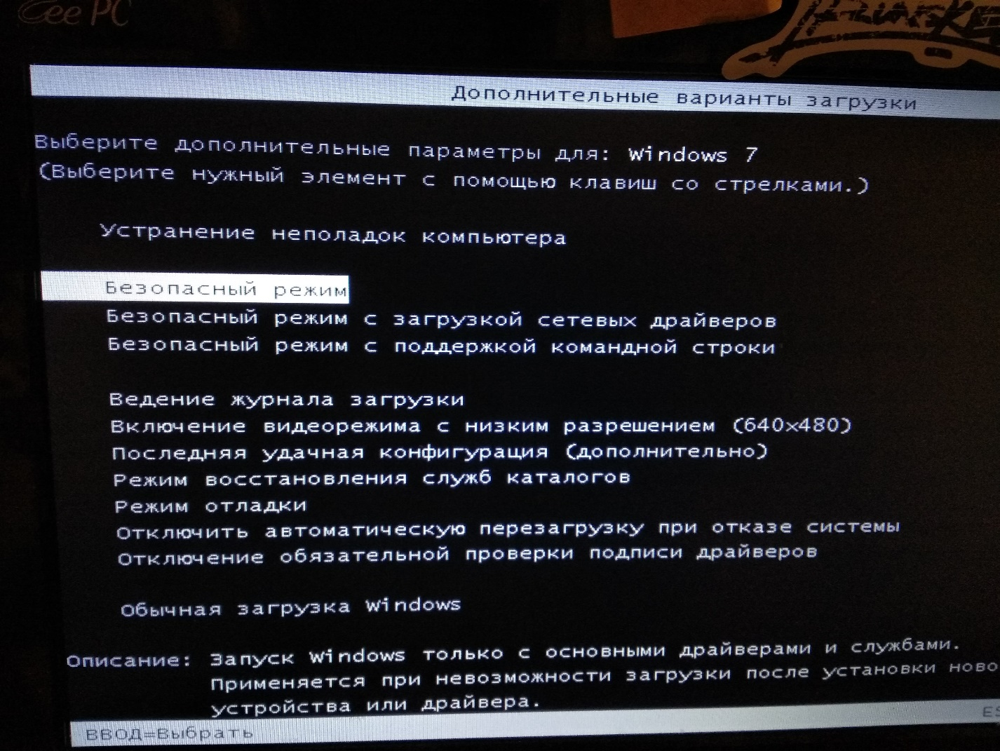 Eee PC
Дополнительные варианты загрузки
Выберите дополнительные параметры для: Windows 7
(Выберите нужный элемент с помощью клавиш со стрелками.)
Устранение неполадок компьютера
Безопасный режим
Безопасный режим с загрузкой сетевых драйверов
Безопасный режим с поддержкой командной строки
Ведение журнала загрузки
Включение видеорежима с низким разрешением (640x480)
Последняя удачная конфигурация (дополнительно)
Режим восстановления служб каталогов
Режим отладки
Отключить автоматическую перезагрузку при отказе системы
Отключение обязательной проверки подписи драйверов
Обычная загрузка Windows
Описание: Запуск Windows только с основными драйверами и службами.
Применяется при невозможности загрузки после установки ново
устройства или драйвера.
ВВОД=Выбрать ES